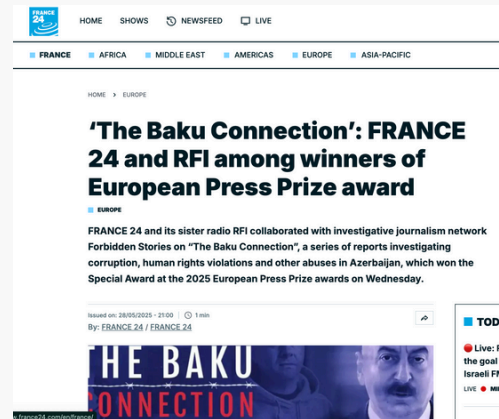 FRANCE
24
HOME SHOWS NEWSFEED LIVE
FRANCE AFRICA MIDDLE EAST AMERICAS EUROPE ASIA-PACIFIC
HOME > EUROPE
‘The Baku Connection’: FRANCE
24 and RFI among winners of
European Press Prize award
EUROPE
FRANCE 24 and its sister radio RFI collaborated with investigative journalism network
Forbidden Stories on “The Baku Connection”, a series of reports investigating
corruption, human rights violations and other abuses in Azerbaijan, which won the
Special Award at the 2025 European Press Prize awards on Wednesday.
Issued on: 28/05/2025 - 21:00 1 min
By: FRANCE 24 / FRANCE 24
TOD
Live:
the goal
Israeli
LIVE
THE BAKU
CONNECTION
france24.com/en/france/